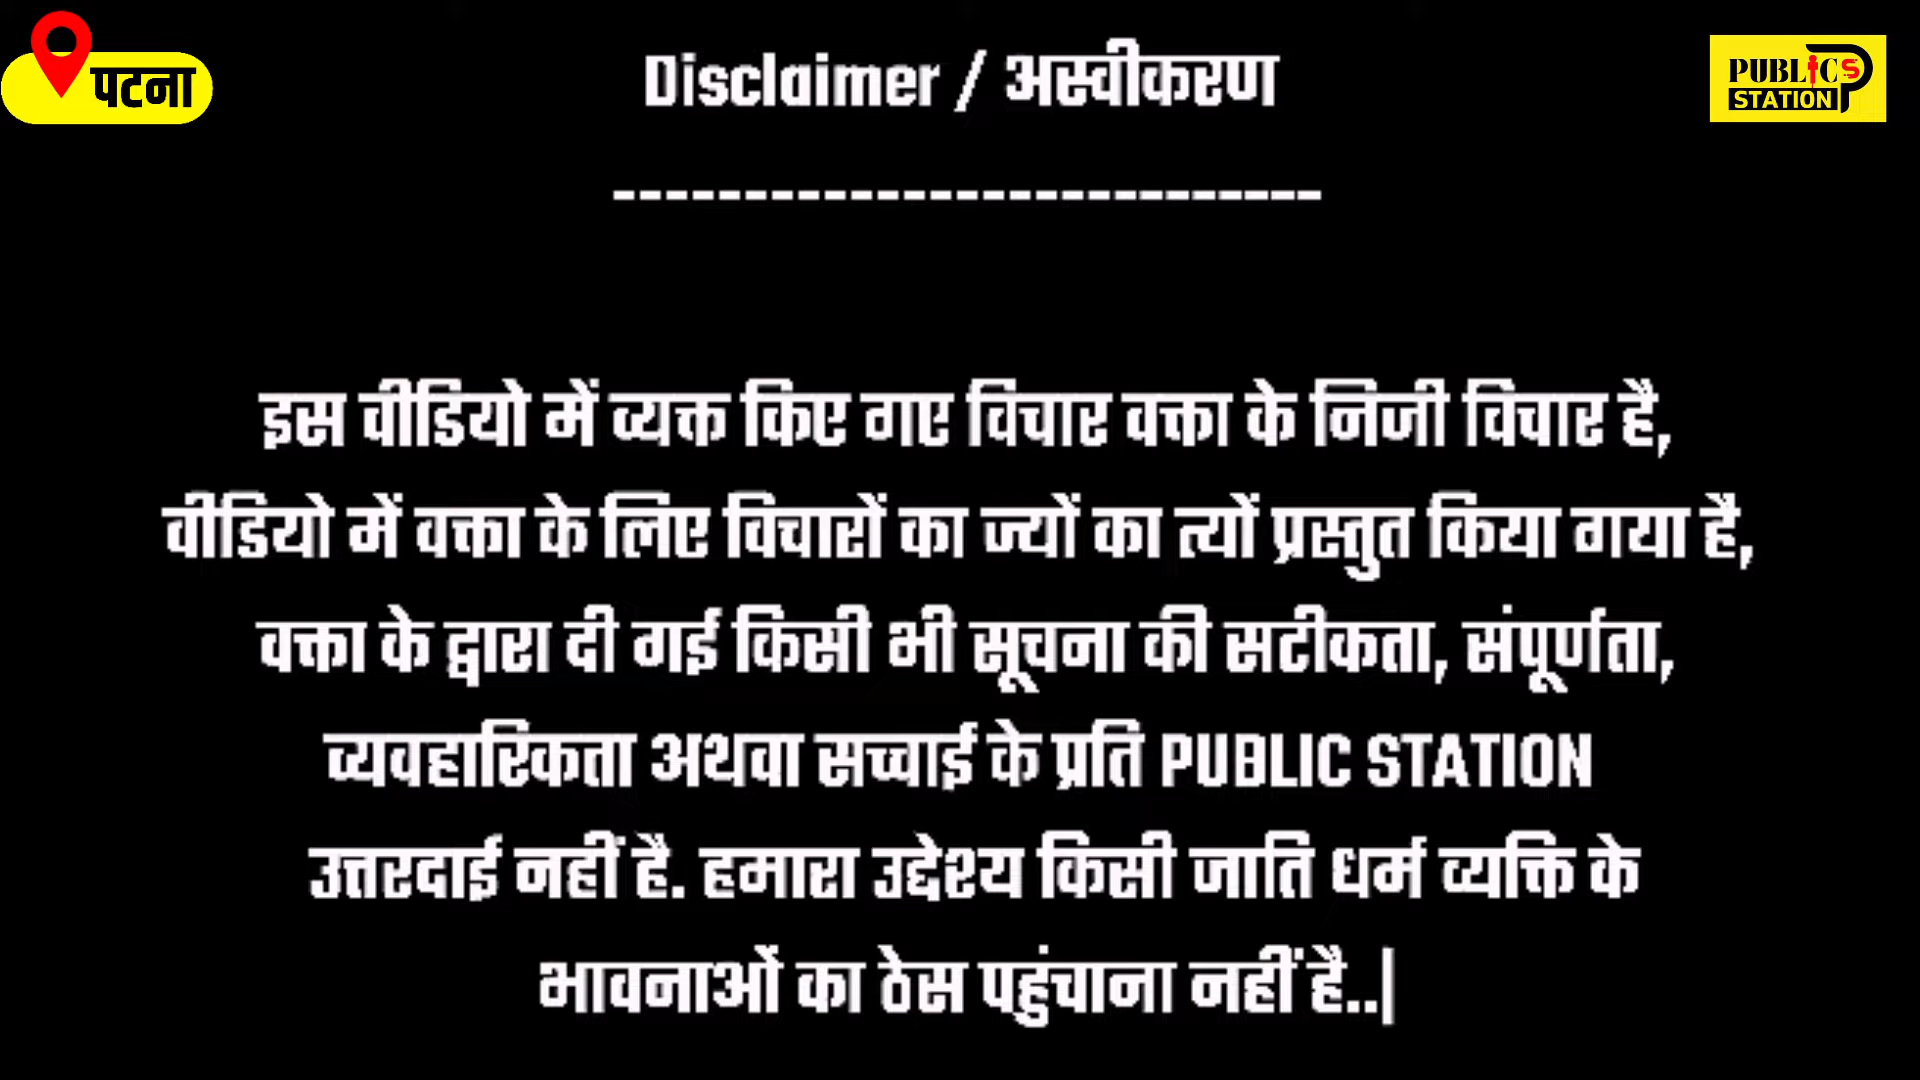 पटना
Disclaimer / अस्वीकरण
PUBLIC S
STATION
---------------------------
इस वीडियो में व्यक्त किए गए विचार वक्ता के निजी विचार है,
वीडियो में वक्ता के लिए विचारों का ज्यों का त्यों प्रस्तुत किया गया है,
वक्ता के द्वारा दी गई किसी भी सूचना की सटीकता, संपूर्णता,
व्यवहारिकता अथवा सच्चाई के प्रति PUBLIC STATION
उत्तरदाई नहीं है. हमारा उद्देश्य किसी जाति धर्म व्यक्ति के
भावनाओं का ठेस पहुंचाना नहीं है..|